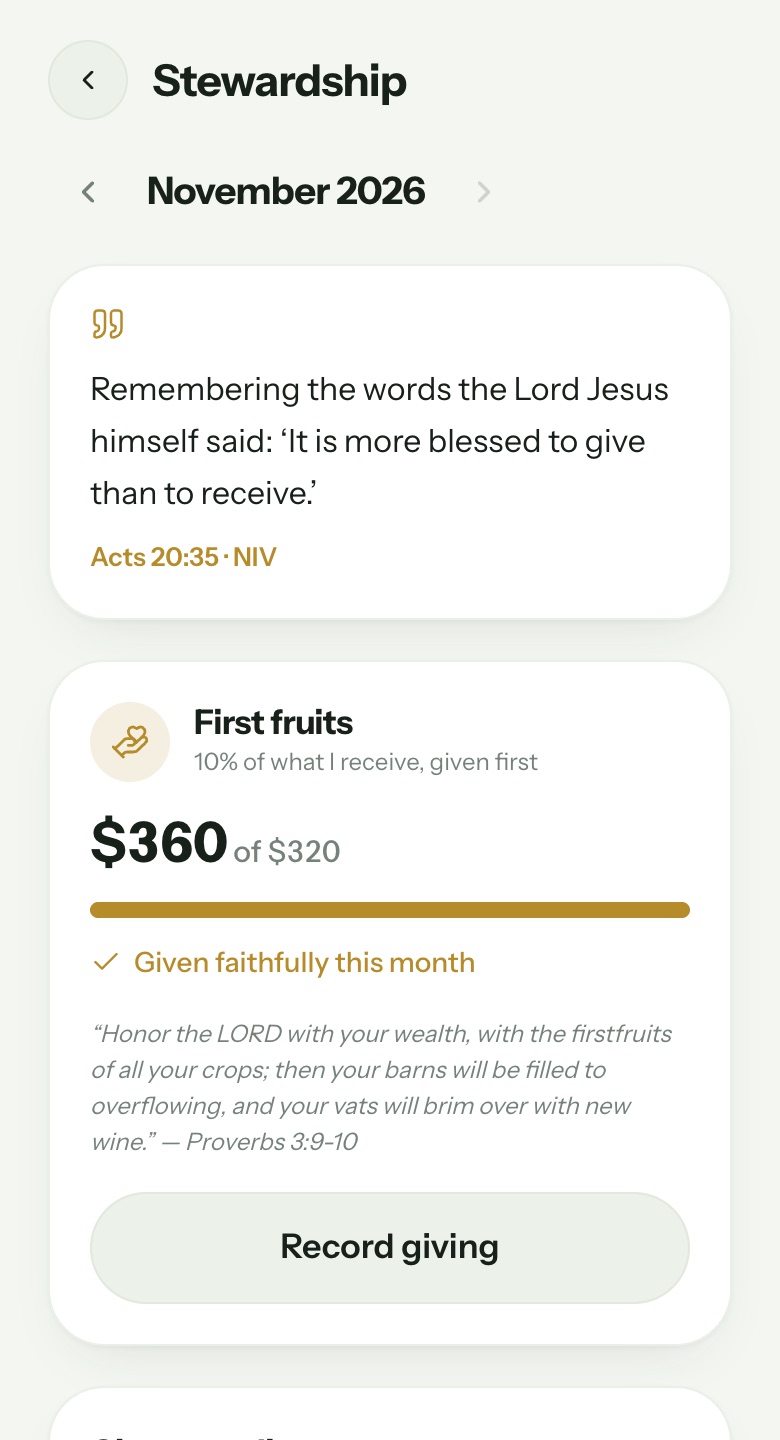 Stewardship
November 2026
Remembering the words the Lord Jesus
himself said: ‘It is more blessed to give
than to receive.’
Acts 20:35 · NIV
First fruits
10% of what I receive, given first
$360 of $320
Given faithfully this month
“Honor the LORD with your wealth, with the firstfruits
of all your crops; then your barns will be filled to
overflowing, and your vats will brim over with new
wine.” — Proverbs 3:9-10
Record giving